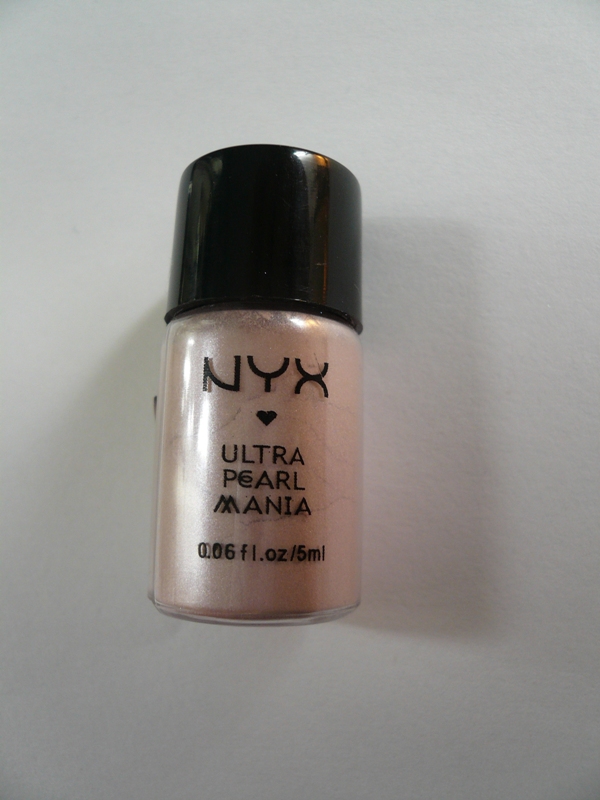 NYX
ULTRA
PEARL
MANIA
0.06 fl.oz/5ml